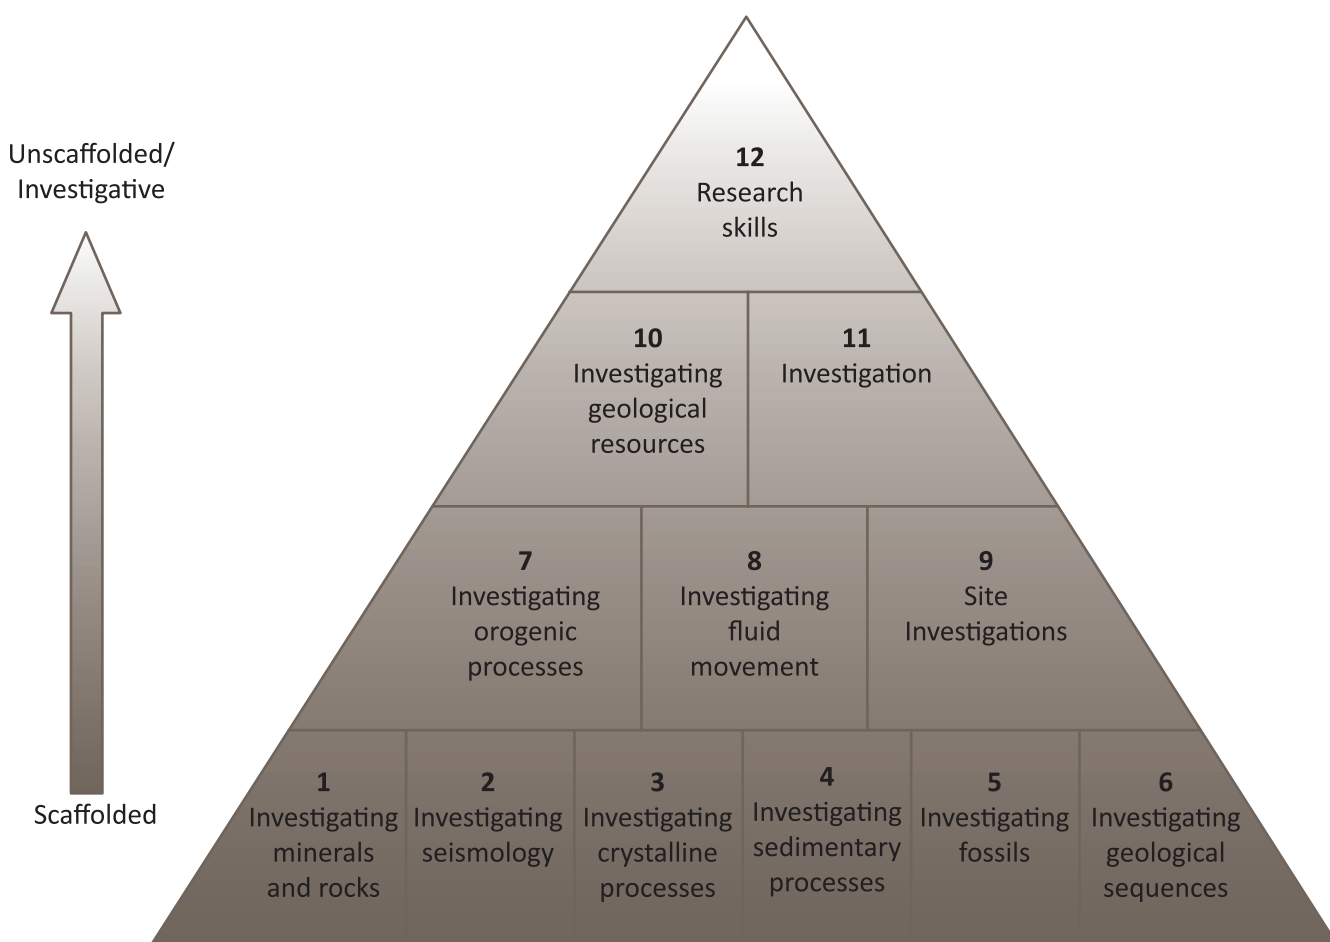 Unscaffolded/
Investigative
Scaffolded
12
Research
skills
10
Investigating
geological
resources
11
Investigation
7
Investigating
orogenic
processes
8
Investigating
fluid
movement
9
Site
Investigations
1
Investigating
minerals
and rocks
2
Investigating
seismology
3
Investigating
crystalline
processes
4
Investigating
sedimentary
processes
5
Investigating
fossils
6
Investigating
geological
sequences